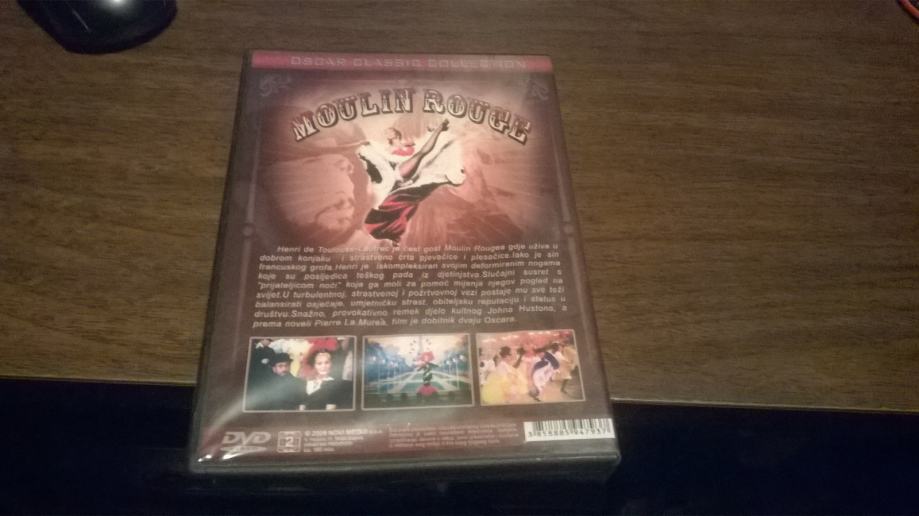 OSCAR CLASSIC COLLECTION
MOULIN ROUGE
Henri de Toulouse-Lautrec je čest gost Moulin Rougea gdje uživa u
dobrom konjaku i strastveno crta pjevačice i plesačice.Iako je sin
francuskog grofa,Henri je iskompleksiran svojim deformiranim nogama
koje su posljedica teškog pada iz djetinjstva.Slučajni susret s
"prijateljicom noći" koja ga moli za pomoć mijenja njegov pogled na
svijet.U turbulentnoj, strastvenoj i požrtvovnoj vezi postaje mu sve teži
balansirati osjećaje, umjetničku strast, obiteljsku reputaciju i status u
društvu.Snažno, provokativno remek djelo kultnog Johna Hustona, a
prema noveli Pierre La Murea, film je dobitnik dvaju Oscara.
DVD
2